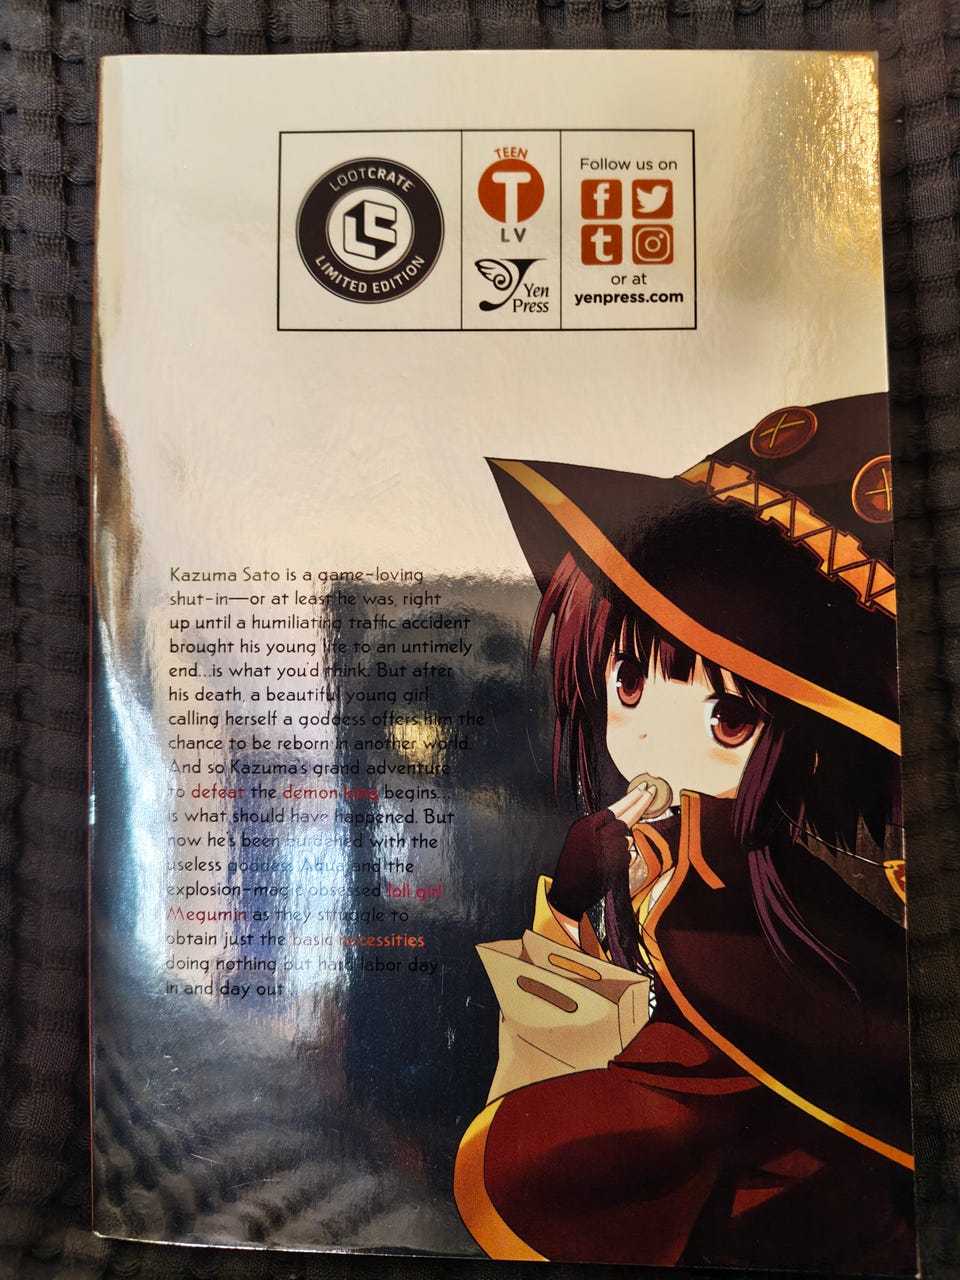 LOOTCRATE
LIMITED EDITION
TEEN
T
LV
Yen
Press
Follow us on
or at
yenpress.com
Kazuma Sato is a game-loving
shut-in—or at least he was, right
up until a humiliating traffic accident
brought his young life to an untimely
end...is what you'd think. But after
his death, a beautiful young girl
calling herself a goddess offers him the
chance to be reborn in another world.
And so Kazuma's grand adventure
to defeat the demon king begins...
is what should have happened. But
now he's been burdened with the
useless goddess Aqua and the
explosion-magic obsessed loli girl
Megumin as they struggle to
obtain just the basic necessities
doing nothing but hard labor day
in and day out.